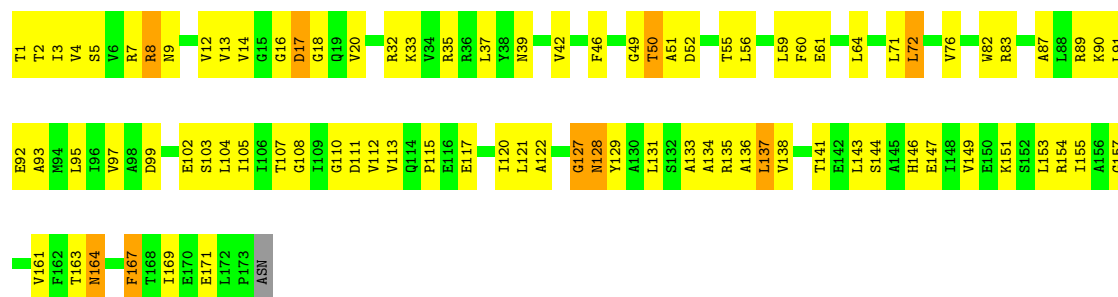 T1 T2 I3 V4 S5 V6 R7 R8 N9 V12 V13 V14 G15 G16 D17 G18 Q19 V20 R32 K33 V34 R35 R36 L37 Y38 N39 V42 F46 G49 T50 A51 D52 T55 L56 L59 F60 E61 L64 L71 L72 V76 W82 R83 A87 L88 R89 K90 L91
E92 A93 M94 L95 I96 V97 A98 D99 E102 S103 L104 I105 I106 T107 G108 I109 G110 D111 V112 V113 Q114 P115 E116 E117 I120 L121 A122 G127 N128 Y129 A130 L131 S132 A133 A134 R135 A136 L137 V138 T141 E142 L143 S144 A145 H146 E147 I148 V149 E150 K151 S152 L153 R154 I155 A156 G157
V161 F162 T163 N164 F167 T168 I169 E170 E171 L172 P173 ASN